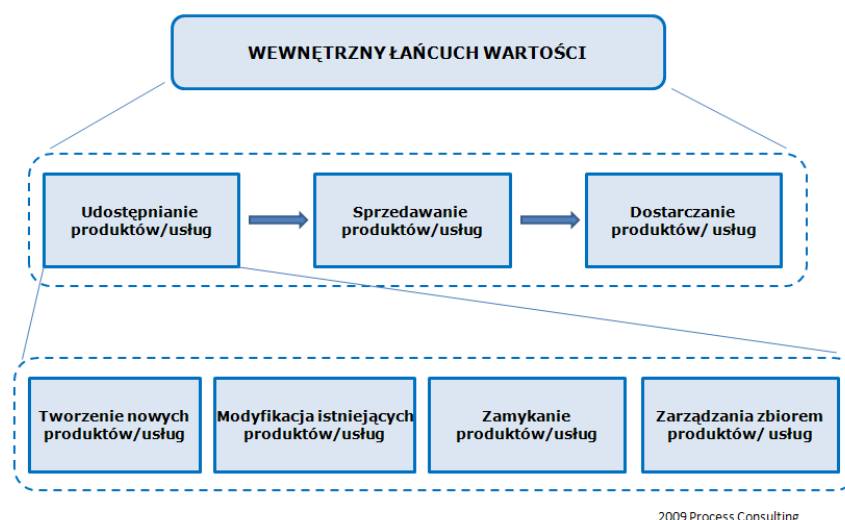 WEWNĘTRZNY ŁAŃCUCH WARTOŚCI
Udostępnianie
produktów/usług
Sprzedawanie
produktów/usług
Dostarczanie
produktów/ usług
Tworzenie nowych
produktów/usług
Modyfikacja istniejących
produktów/usług
Zamykanie
produktów/usług
Zarządzania zbiorem
produktów/ usług
2009 Process Consulting